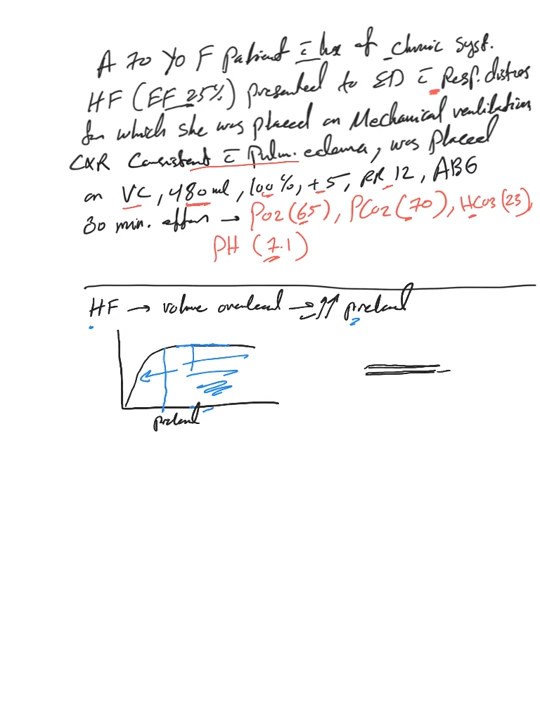 A 70 YO F Patient c̄ hx of chronic syst.
HF (EF 25%) presented to ED c̄ Resp. distress
for which she was placed on Mechanical ventilation
CXR Consistent c̄ Pulm. edema, was placed
on VC, 480 ml, 100%, +5, RR 12, ABG
30 min. after → PO2 (65), PCO2 (70), HCO3 (23),
PH (7.1)
HF → volume overload → ↑↑ preload
preload